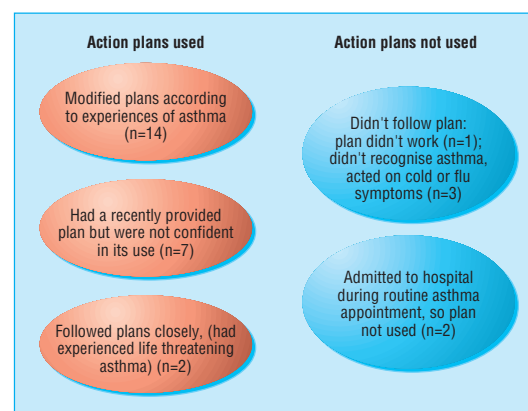 Action plans used
Modified plans according
to experiences of asthma
(n=14)
Had a recently provided
plan but were not confident
in its use (n=7)
Followed plans closely, (had
experienced life threatening
asthma) (n=2)
Action plans not used
Didn't follow plan:
plan didn't work (n=1);
didn't recognise asthma,
acted on cold or flu
symptoms (n=3)
Admitted to hospital
during routine asthma
appointment, so plan
not used (n=2)